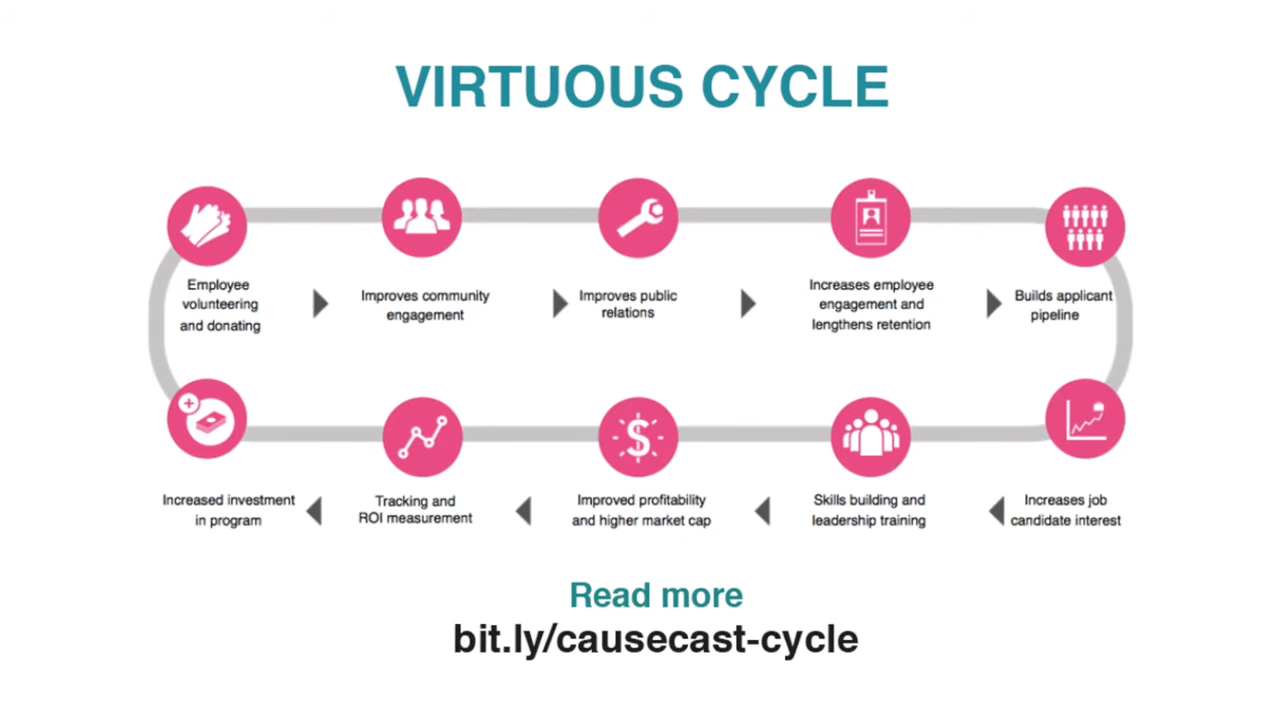 VIRTUOUS CYCLE
Employee
volunteering
and donating
Improves community
engagement
Improves public
relations
Increases employee
engagement and
lengthens retention
Builds applicant
pipeline
Increased investment
in program
Tracking and
ROI measurement
Improved profitability
and higher market cap
Skills building and
leadership training
Increases job
candidate interest
Read more
bit.ly/causecast-cycle